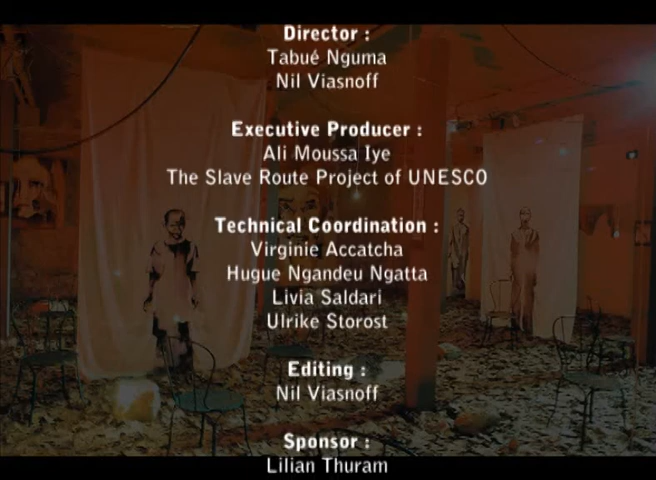 Director :
Tabué Nguma
Nil Viasnoff
Executive Producer :
Ali Moussa Iye
The Slave Route Project of UNESCO
Technical Coordination :
Virginie Accatcha
Hugue Ngandeu Ngatta
Livia Saldari
Ulrike Storost
Editing :
Nil Viasnoff
Sponsor :
Lilian Thuram